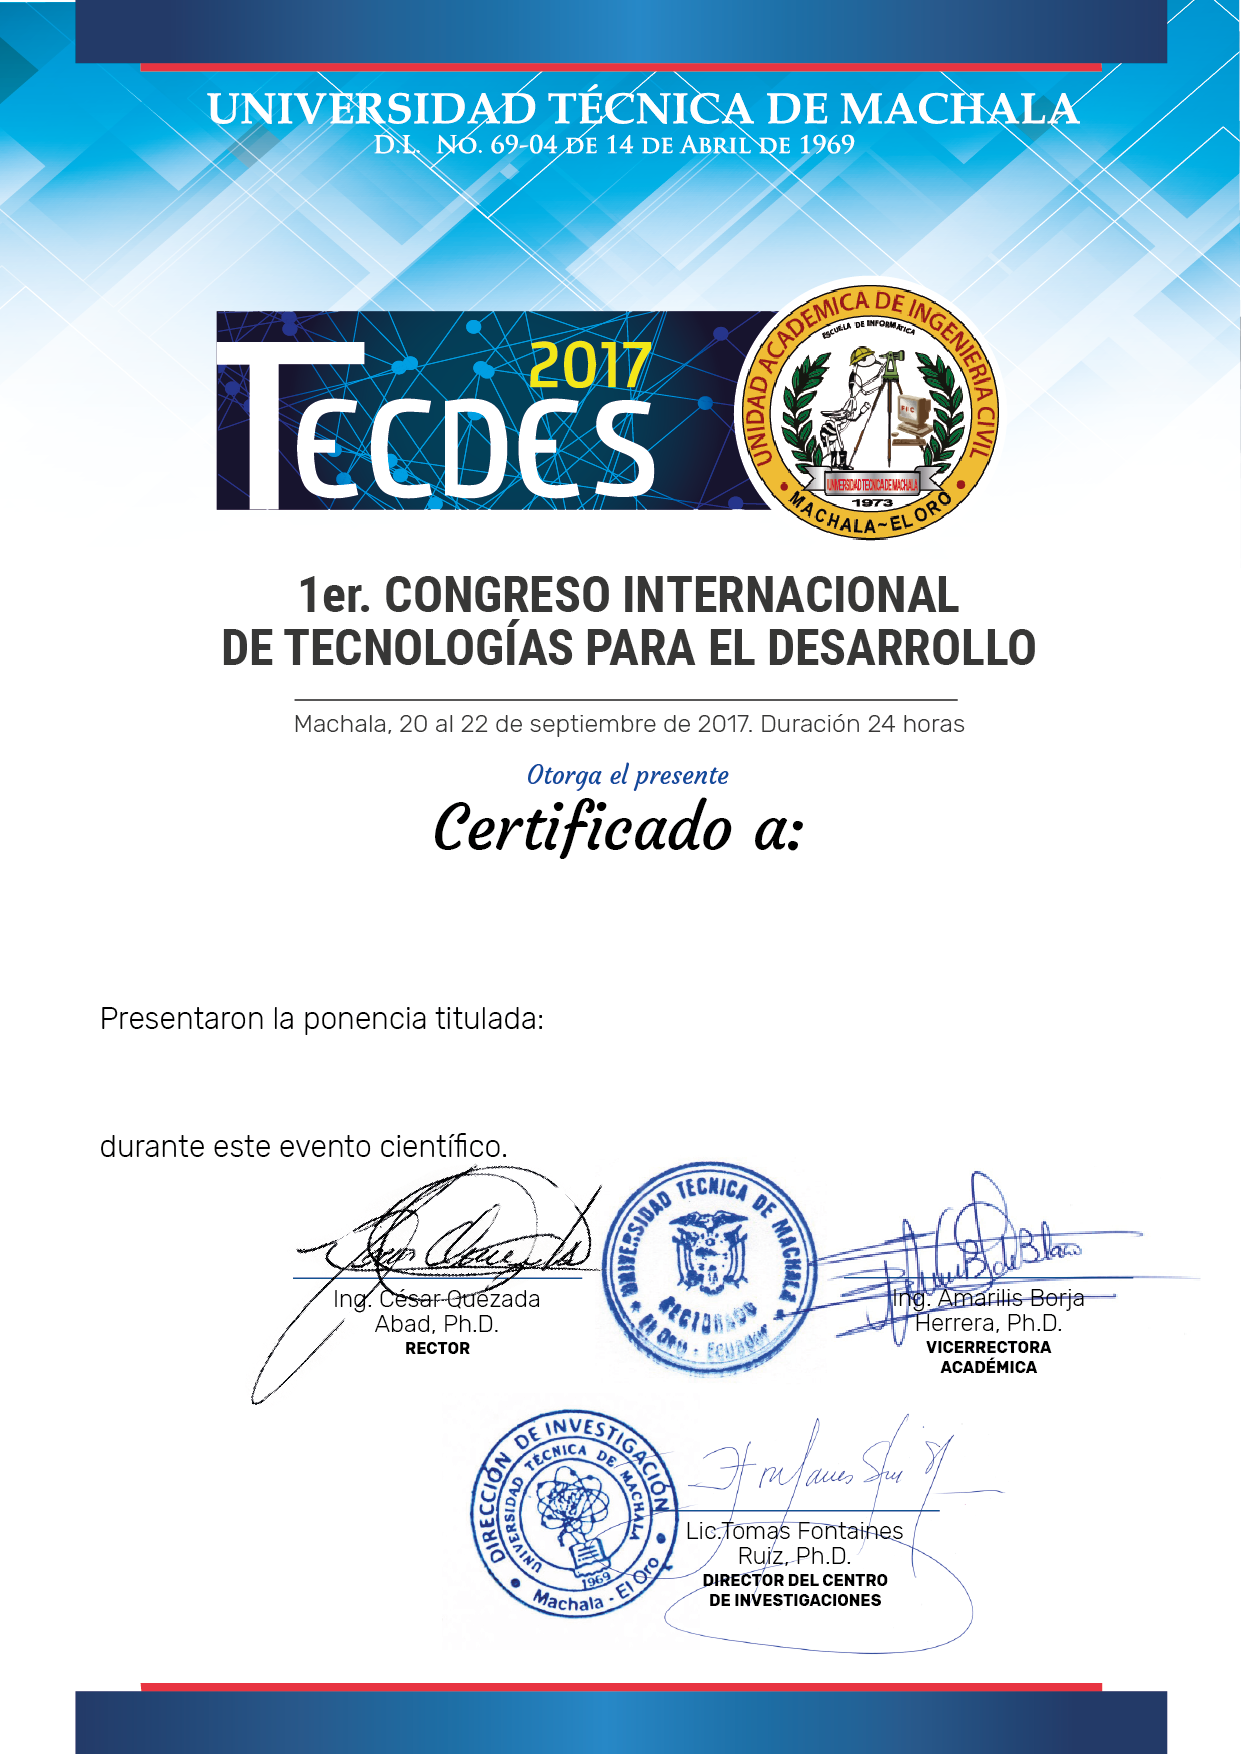 UNIVERSIDAD TÉCNICA DE MACHALA
D.L. No. 69-04 DE 14 DE ABRIL DE 1969
2017
TECDES
UNIDAD ACADEMICA DE INGENIERIA CIVIL
ESCUELA DE INFORMATICA
FIC
UNIVERSIDAD TECNICA DE MACHALA
1973
MACHALA~EL ORO
1er. CONGRESO INTERNACIONAL
DE TECNOLOGÍAS PARA EL DESARROLLO
Machala, 20 al 22 de septiembre de 2017. Duración 24 horas
Otorga el presente
Certificado a:
Presentaron la ponencia titulada:
durante este evento científico.
Ing. César Quezada
Abad, Ph.D.
RECTOR
UNIVERSIDAD TECNICA DE MACHALA
RECTORADO
El Oro - Ecuador
Ing. Amarilis Borja
Herrera, Ph.D.
VICERRECTORA
ACADÉMICA
DIRECCIÓN DE INVESTIGACIÓN
UNIVERSIDAD TÉCNICA DE MACHALA
1969
Machala - El Oro
Lic.Tomas Fontaines
Ruiz, Ph.D.
DIRECTOR DEL CENTRO
DE INVESTIGACIONES